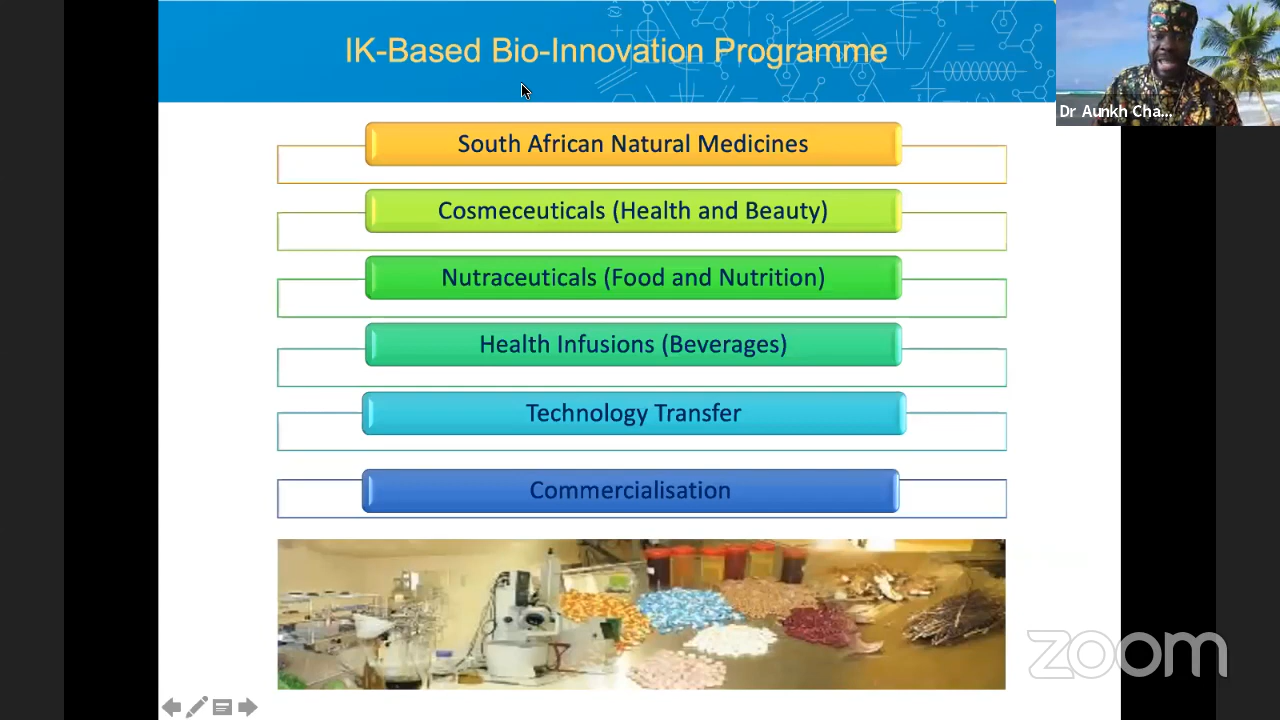 IK-Based Bio-Innovation Programme
Dr Aunkh Cha...
South African Natural Medicines
Cosmeceuticals (Health and Beauty)
Nutraceuticals (Food and Nutrition)
Health Infusions (Beverages)
Technology Transfer
Commercialisation
zoom